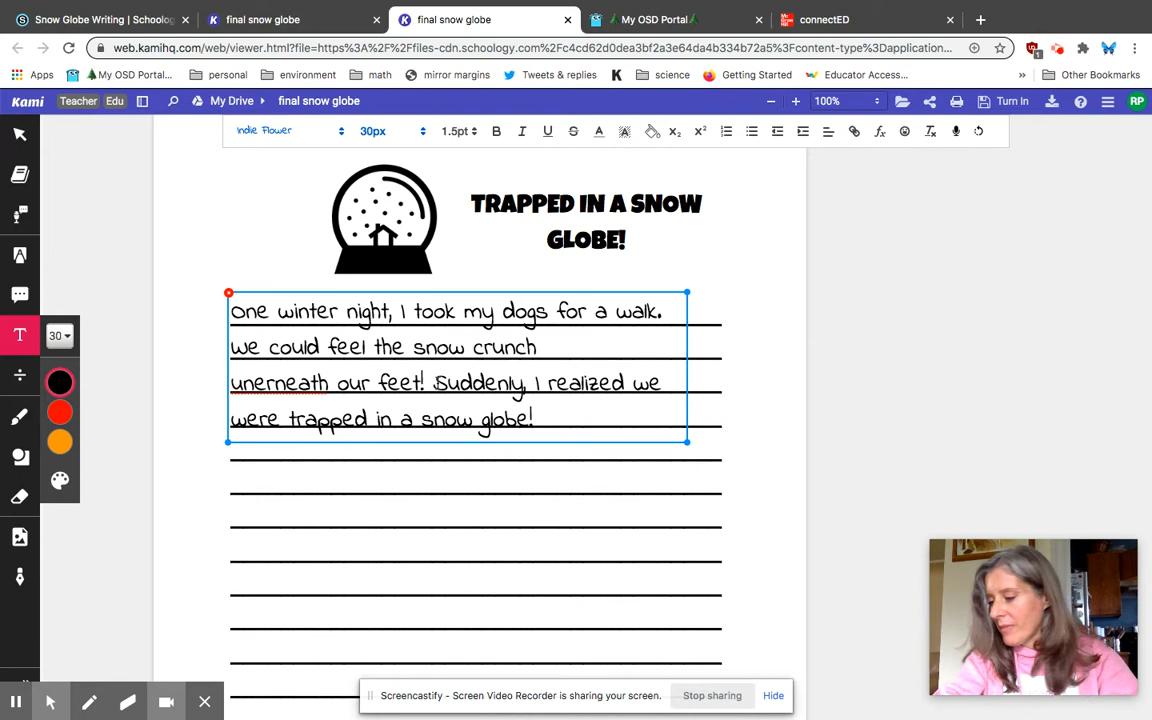 Snow Globe Writing | Schoolog
final snow globe
final snow globe
My OSD Portal
connectED
web.kamihq.com/web/viewer.html?file=https%3A%2F%2Ffiles-cdn.schoology.com%2Fc4cd62d0dea3bf2a3e64da4b334b72a5%3Fcontent-type%3Dapplication...
Apps
My OSD Portal...
personal
environment
math
mirror margins
Tweets & replies
science
Getting Started
Educator Access...
»
Other Bookmarks
Kami
Teacher
Edu
My Drive
final snow globe
100%
Turn In
RP
Indie Flower
30px
1.5pt
TRAPPED IN A SNOW
GLOBE!
One winter night, I took my dogs for a walk.
We could feel the snow crunch
unerneath our feet! Suddenly, I realized we
were trapped in a snow globe!
30
Screencastify - Screen Video Recorder is sharing your screen.
Stop sharing
Hide